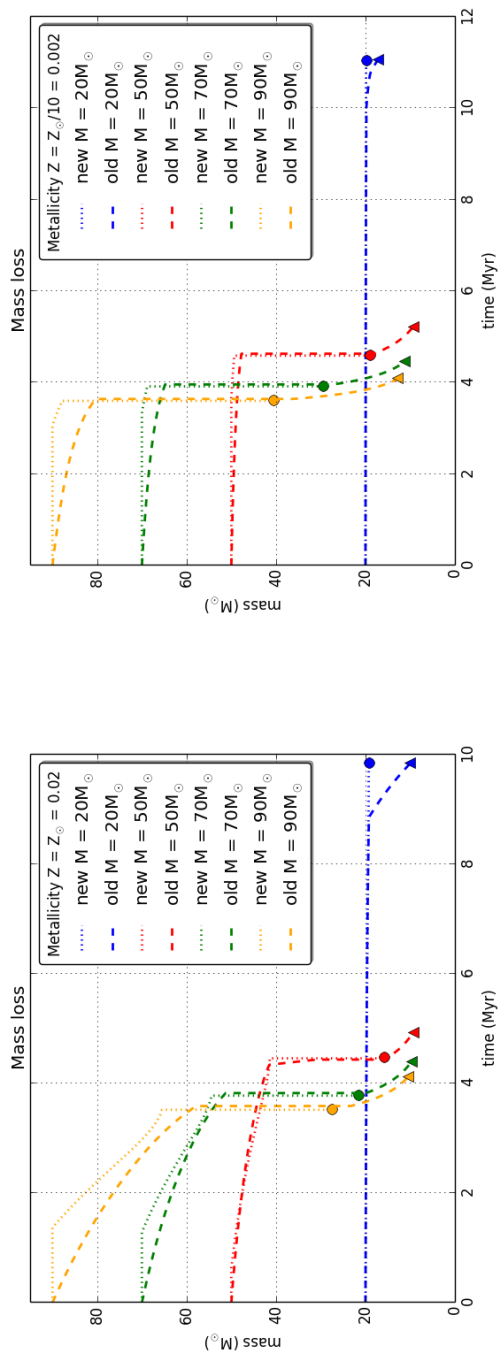 Mass loss
Metallicity Z = Z☉ = 0.02
new M = 20M☉
old M = 20M☉
new M = 50M☉
old M = 50M☉
new M = 70M☉
old M = 70M☉
new M = 90M☉
old M = 90M☉
mass (M☉)
80
60
40
20
0
0 2 4 6 8 10
time (Myr)
Mass loss
Metallicity Z = Z☉/10 = 0.002
new M = 20M☉
old M = 20M☉
new M = 50M☉
old M = 50M☉
new M = 70M☉
old M = 70M☉
new M = 90M☉
old M = 90M☉
mass (M☉)
80
60
40
20
0
0 2 4 6 8 10 12
time (Myr)